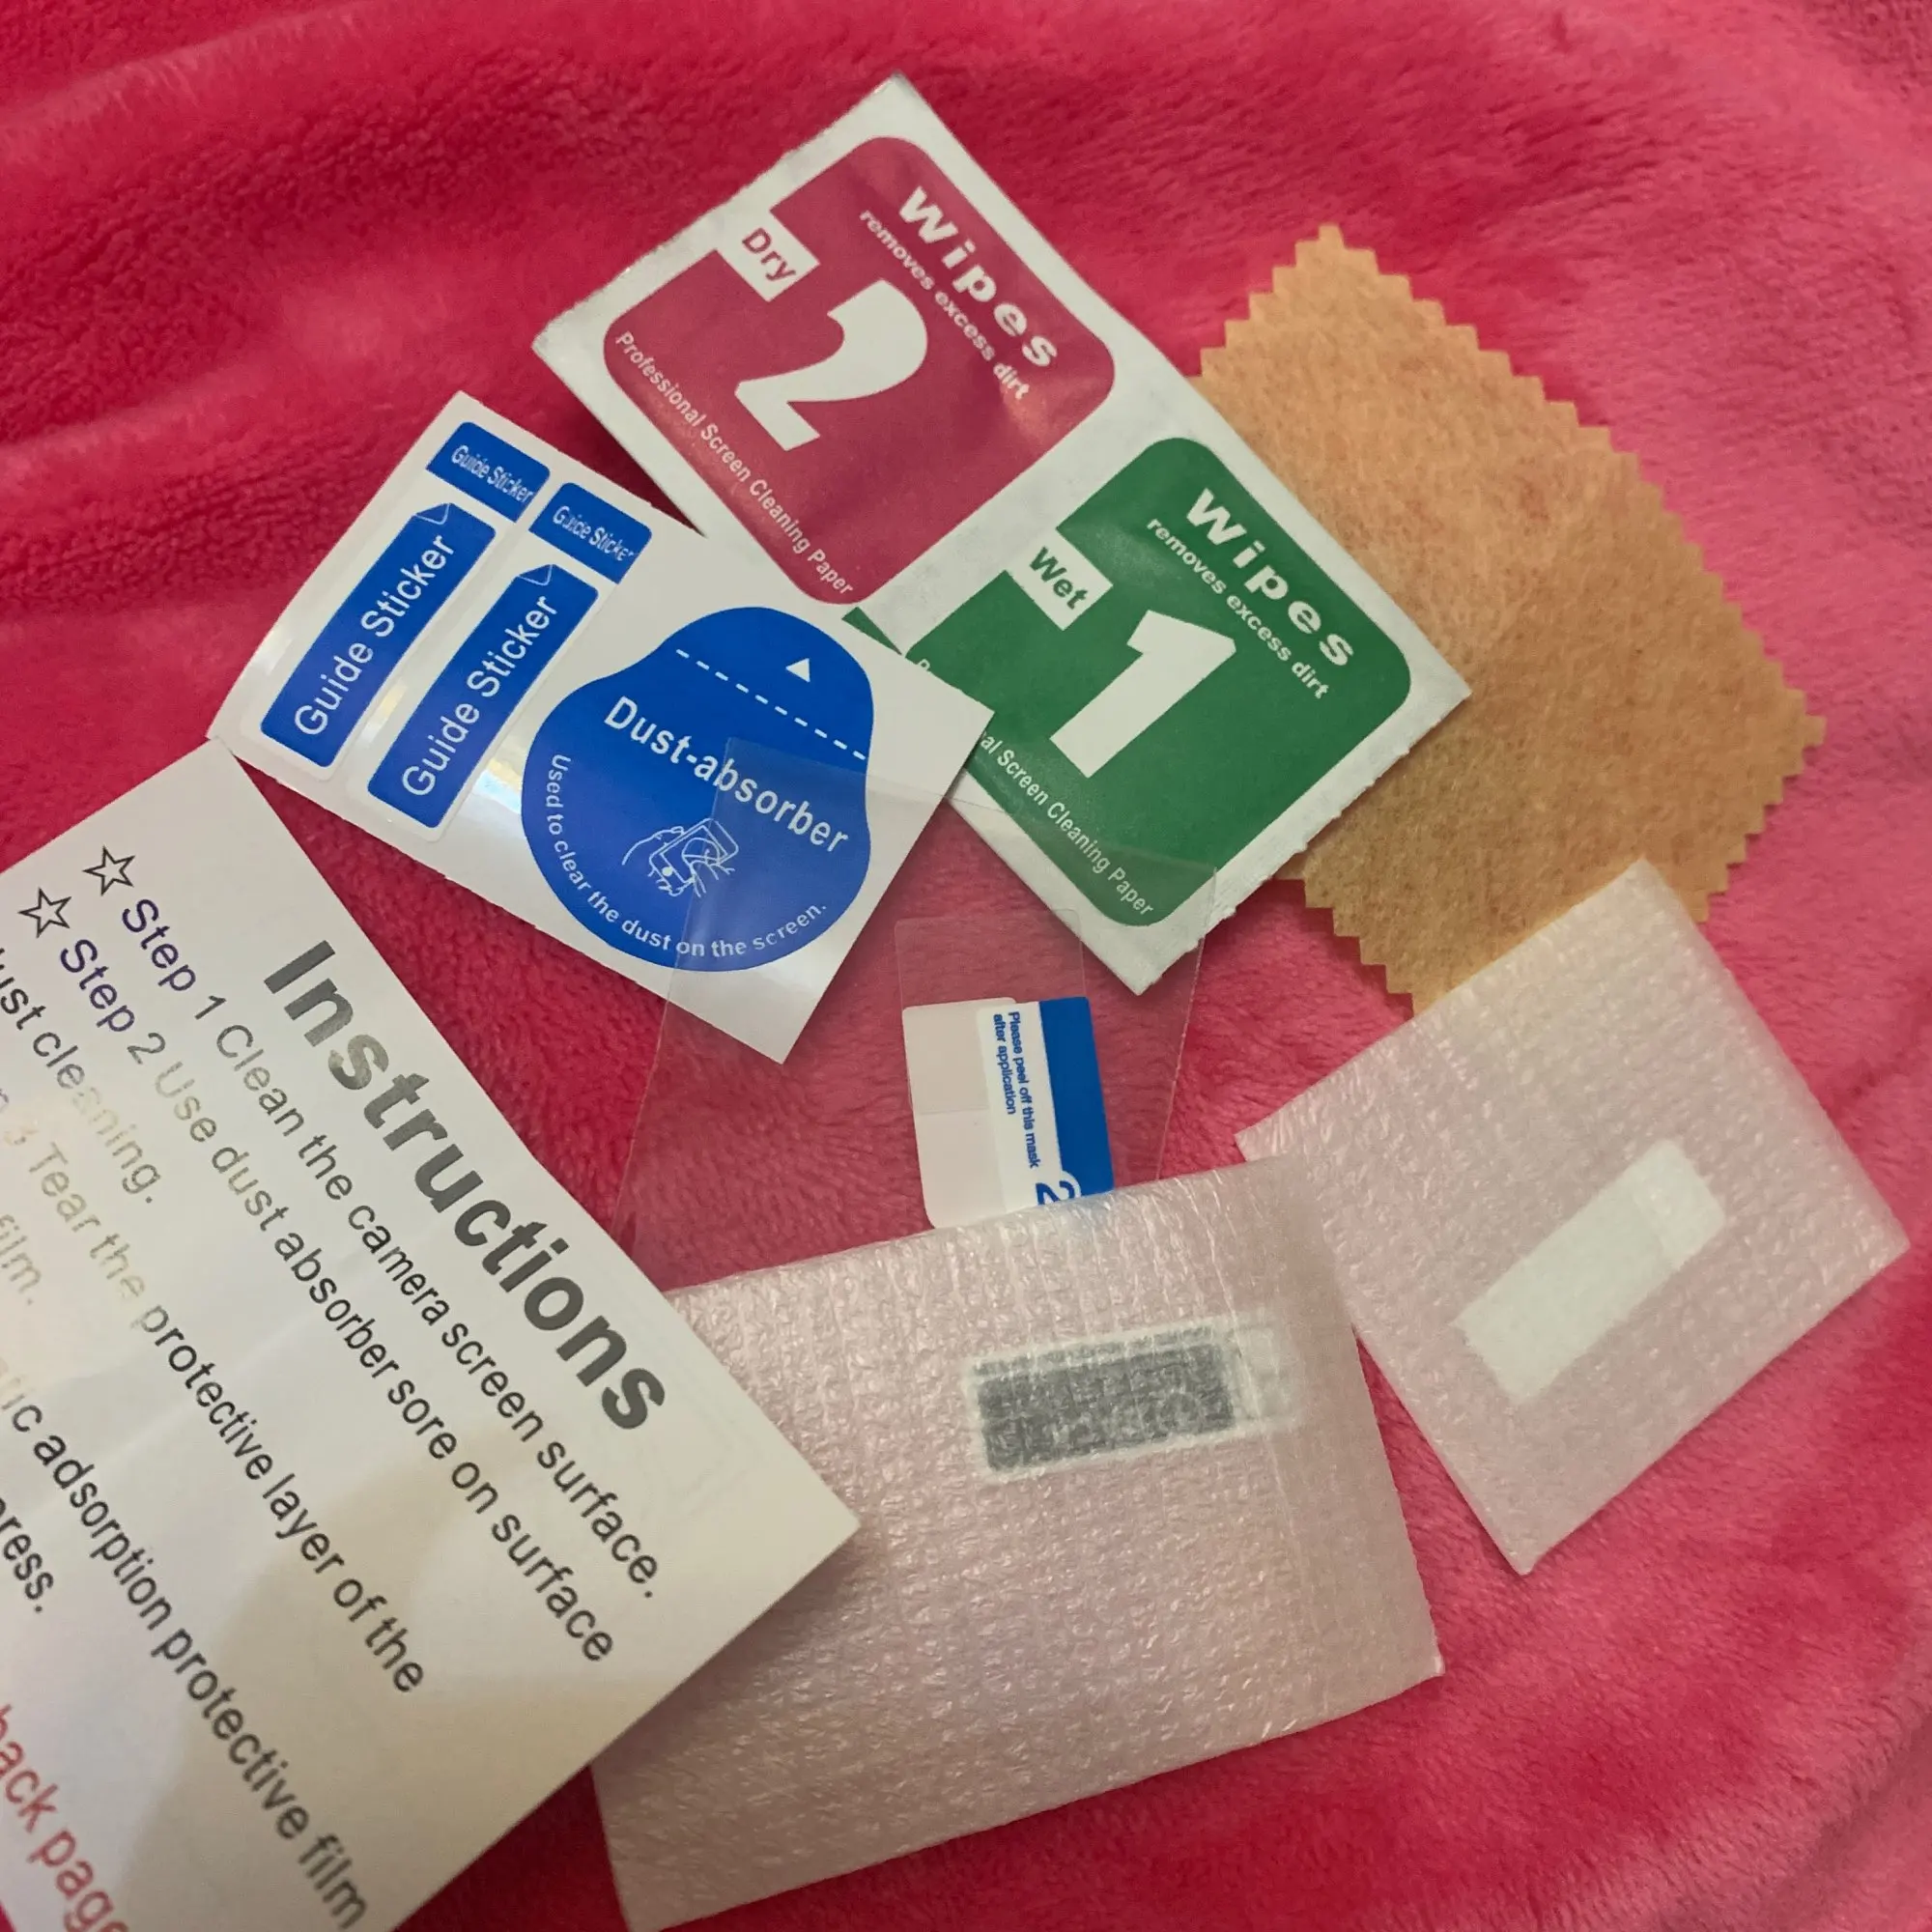 Wipes
removes excess dirt
Dry
2
Professional Screen Cleaning Paper
Wipes
removes excess dirt
Wet
1
al Screen Cleaning Paper
Guide Sticker
Guide Sticker
Guide Sticker
Guide Sticker
Dust-absorber
Used to clear the dust on the screen.
Please peel off this mask
after application
2
Instructions
☆ Step 1 Clean the camera screen surface.
☆ Step 2 Use dust absorber sore on surface
ust cleaning.
3 Tear the protective layer of the
film.
ic adsorption protective film
ress.
back page